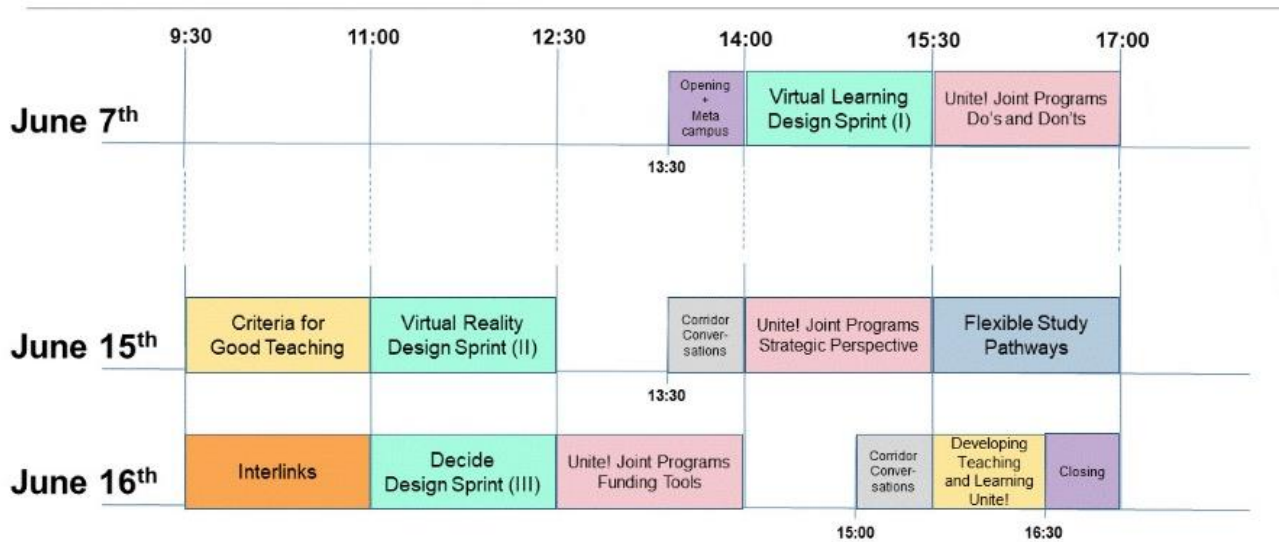 9:30 11:00 12:30 14:00 15:30 17:00
June 7th
Opening
+
Meta
campus
Virtual Learning
Design Sprint (I)
Unite! Joint Programs
Do's and Don'ts
13:30
June 15th
Criteria for
Good Teaching
Virtual Reality
Design Sprint (II)
Corridor
Conver-
sations
Unite! Joint Programs
Strategic Perspective
Flexible Study
Pathways
13:30
June 16th
Interlinks
Decide
Design Sprint (III)
Unite! Joint Programs
Funding Tools
Corridor
Conver-
sations
Developing
Teaching
and Learning
Unite!
Closing
15:00
16:30